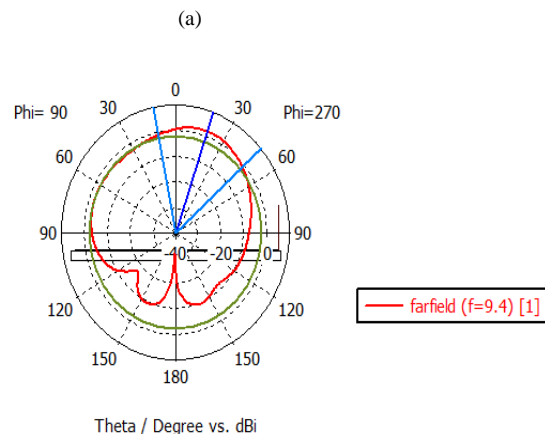 (a)
0
Phi= 90 30 30 Phi=270
60 60
90 -40 -20 0 90
120 120
farfield (f=9.4) [1]
150 150
180
Theta / Degree vs. dBi